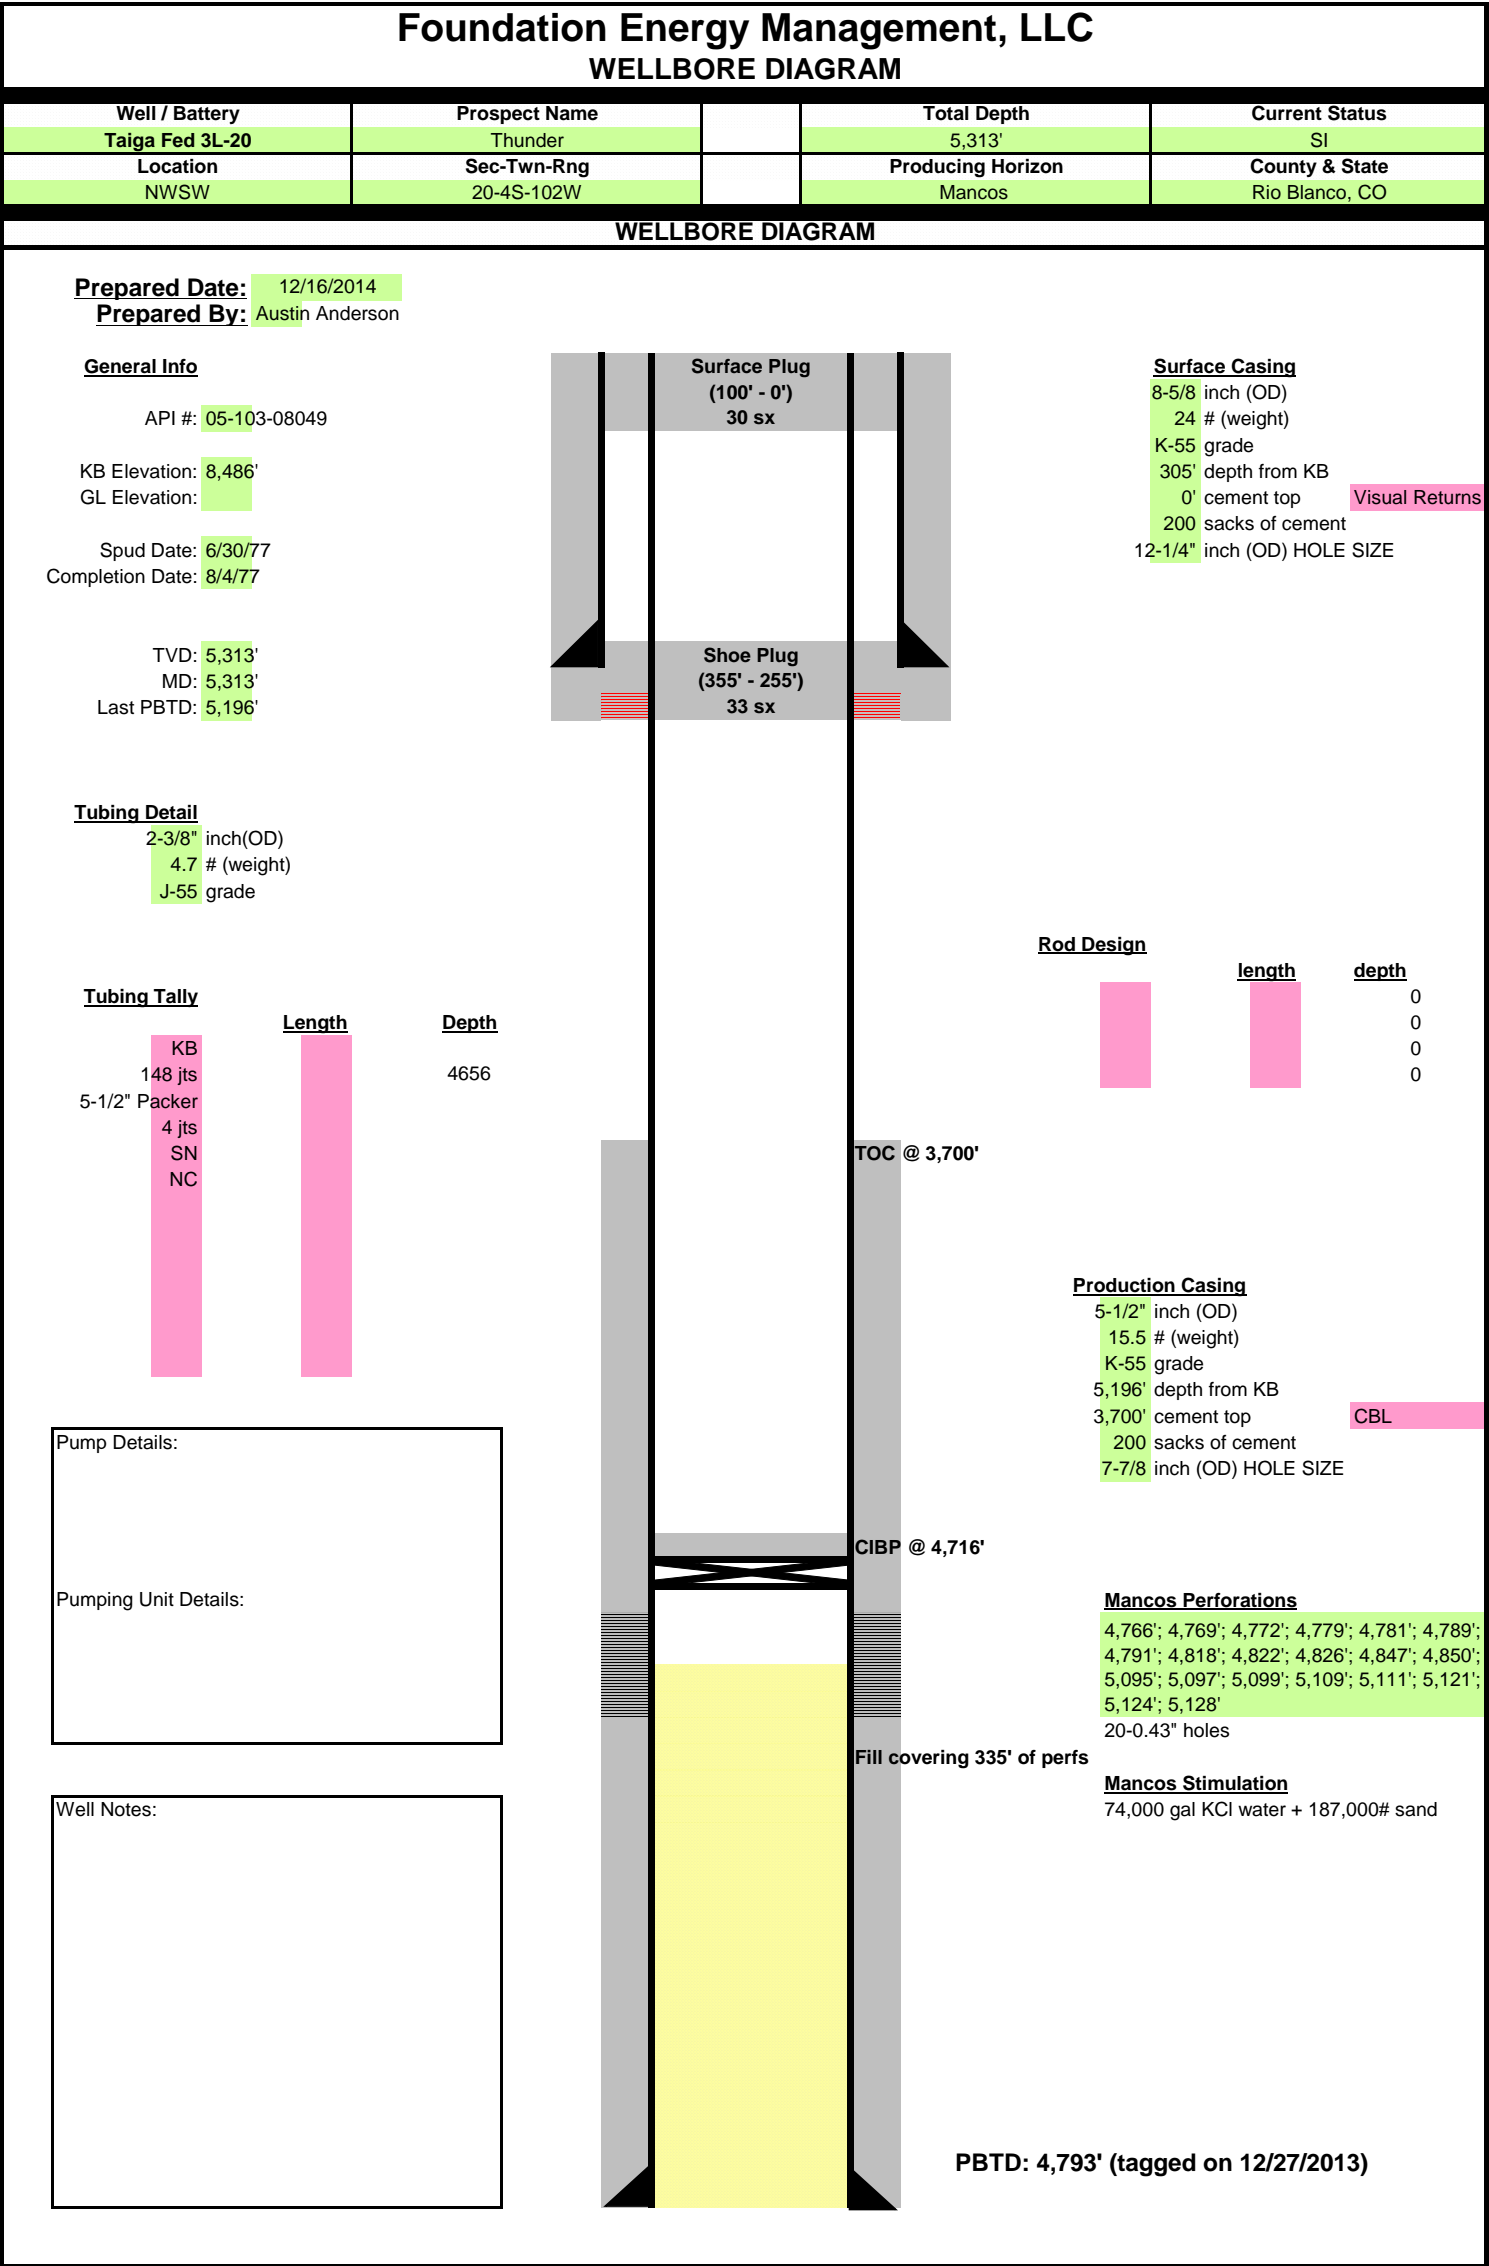 Foundation Energy Management, LLC
WELLBORE DIAGRAM
Well / Battery Prospect Name Total Depth Current Status
Taiga Fed 3L-20 Thunder 5,313' SI
Location Sec-Twn-Rng Producing Horizon County & State
NWSW 20-4S-102W Mancos Rio Blanco, CO
WELLBORE DIAGRAM
Prepared Date: 12/16/2014
Prepared By: Austin Anderson
General Info
API #: 05-103-08049
KB Elevation: 8,486'
GL Elevation:
Spud Date: 6/30/77
Completion Date: 8/4/77
TVD: 5,313'
MD: 5,313'
Last PBTD: 5,196'
Surface Plug
(100' - 0')
30 sx
Shoe Plug
(355' - 255')
33 sx
Surface Casing
8-5/8 inch (OD)
24 # (weight)
K-55 grade
305' depth from KB
0' cement top Visual Returns
200 sacks of cement
12-1/4" inch (OD) HOLE SIZE
Tubing Detail
2-3/8" inch(OD)
4.7 # (weight)
J-55 grade
Rod Design
length depth
0
0
0
0
Tubing Tally
Length Depth
KB
148 jts 4656
5-1/2" Packer
4 jts
SN
NC
TOC @ 3,700'
Production Casing
5-1/2" inch (OD)
15.5 # (weight)
K-55 grade
5,196' depth from KB
3,700' cement top CBL
200 sacks of cement
7-7/8 inch (OD) HOLE SIZE
Pump Details:
Pumping Unit Details:
CIBP @ 4,716'
Mancos Perforations
4,766'; 4,769'; 4,772'; 4,779'; 4,781'; 4,789';
4,791'; 4,818'; 4,822'; 4,826'; 4,847'; 4,850';
5,095'; 5,097'; 5,099'; 5,109'; 5,111'; 5,121';
5,124'; 5,128'
20-0.43" holes
Fill covering 335' of perfs
Mancos Stimulation
74,000 gal KCl water + 187,000# sand
Well Notes:
PBTD: 4,793' (tagged on 12/27/2013)